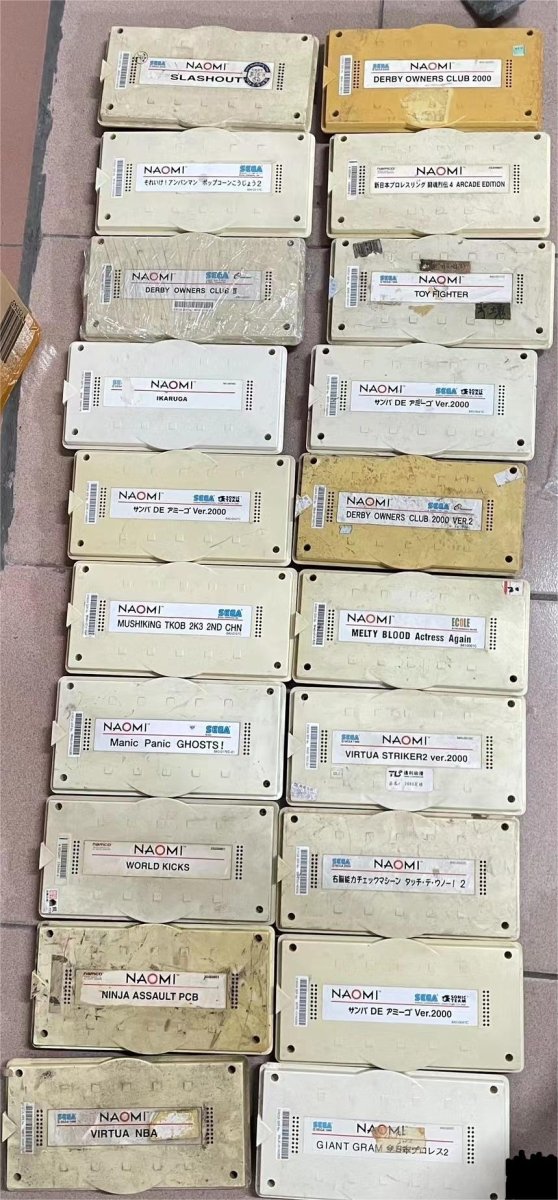 SEGA NAOMI
SLASHOUT
NAOMI
DERBY OWNERS CLUB 2000
NAOMI SEGA
それいけ!アンパンマン ポップコーンこうじょう2
namco NAOMI
新日本プロレスリング 闘魂烈伝4 ARCADE EDITION
NAOMI SEGA
DERBY OWNERS CLUB II
NAOMI
TOY FIGHTER
NAOMI
IKARUGA
NAOMI SEGA
サンバ DE アミーゴ Ver.2000
NAOMI SEGA
サンバ DE アミーゴ Ver.2000
NAOMI SEGA
DERBY OWNERS CLUB 2000 VER.2
NAOMI SEGA
MUSHIKING TKOB 2K3 2ND CHN
NAOMI ECOLE
MELTY BLOOD Actress Again
NAOMI SEGA
Manic Panic GHOSTS!
SEGA NAOMI
VIRTUA STRIKER2 ver.2000
namco NAOMI
WORLD KICKS
SEGA NAOMI
右脳能力チェックマシーン タッチ・デ・ウノー! 2
namco NAOMI
NINJA ASSAULT PCB
NAOMI SEGA
サンバ DE アミーゴ Ver.2000
SEGA NAOMI
VIRTUA NBA
SEGA NAOMI
GIANT GRAM 全日本プロレス2